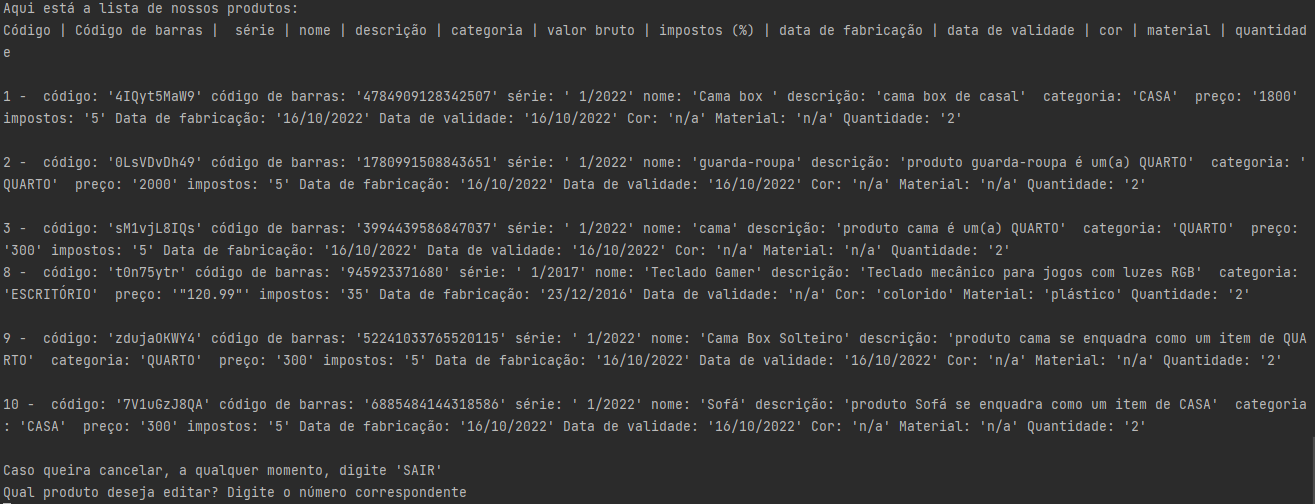 Aqui está a lista de nossos produtos:
Código | Código de barras |  série | nome | descrição | categoria | valor bruto | impostos (%) | data de fabricação | data de validade | cor | material | quantidad
e
1 -  código: '4IQyt5MaW9' código de barras: '4784909128342507' série: ' 1/2022' nome: 'Cama box ' descrição: 'cama box de casal'  categoria: 'CASA'  preço: '1800'
impostos: '5' Data de fabricação: '16/10/2022' Data de validade: '16/10/2022' Cor: 'n/a' Material: 'n/a' Quantidade: '2'
2 -  código: '0LsVDvDh49' código de barras: '1780991508843651' série: ' 1/2022' nome: 'guarda-roupa' descrição: 'produto guarda-roupa é um(a) QUARTO'  categoria: '
QUARTO'  preço: '2000' impostos: '5' Data de fabricação: '16/10/2022' Data de validade: '16/10/2022' Cor: 'n/a' Material: 'n/a' Quantidade: '2'
3 -  código: 'sM1vjL8IQs' código de barras: '3994439586847037' série: ' 1/2022' nome: 'cama' descrição: 'produto cama é um(a) QUARTO'  categoria: 'QUARTO'  preço:
'300' impostos: '5' Data de fabricação: '16/10/2022' Data de validade: '16/10/2022' Cor: 'n/a' Material: 'n/a' Quantidade: '2'
8 -  código: 't0n75ytr' código de barras: '945923371680' série: ' 1/2017' nome: 'Teclado Gamer' descrição: 'Teclado mecânico para jogos com luzes RGB'  categoria:
'ESCRITÓRIO'  preço: '"120.99"' impostos: '35' Data de fabricação: '23/12/2016' Data de validade: 'n/a' Cor: 'colorido' Material: 'plástico' Quantidade: '2'
9 -  código: 'zdujaOKWY4' código de barras: '52241033765520115' série: ' 1/2022' nome: 'Cama Box Solteiro' descrição: 'produto cama se enquadra como um item de QUA
RTO'  categoria: 'QUARTO'  preço: '300' impostos: '5' Data de fabricação: '16/10/2022' Data de validade: '16/10/2022' Cor: 'n/a' Material: 'n/a' Quantidade: '2'
10 -  código: '7V1uGzJ8QA' código de barras: '6885484144318586' série: ' 1/2022' nome: 'Sofá' descrição: 'produto Sofá se enquadra como um item de CASA'  categoria
: 'CASA'  preço: '300' impostos: '5' Data de fabricação: '16/10/2022' Data de validade: '16/10/2022' Cor: 'n/a' Material: 'n/a' Quantidade: '2'
Caso queira cancelar, a qualquer momento, digite 'SAIR'
Qual produto deseja editar? Digite o número correspondente